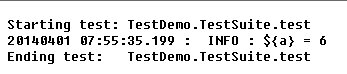 Starting test: TestDemo.TestSuite.test
20140401 07:55:35.199 :  INFO : ${a} = 6
Ending test:   TestDemo.TestSuite.test